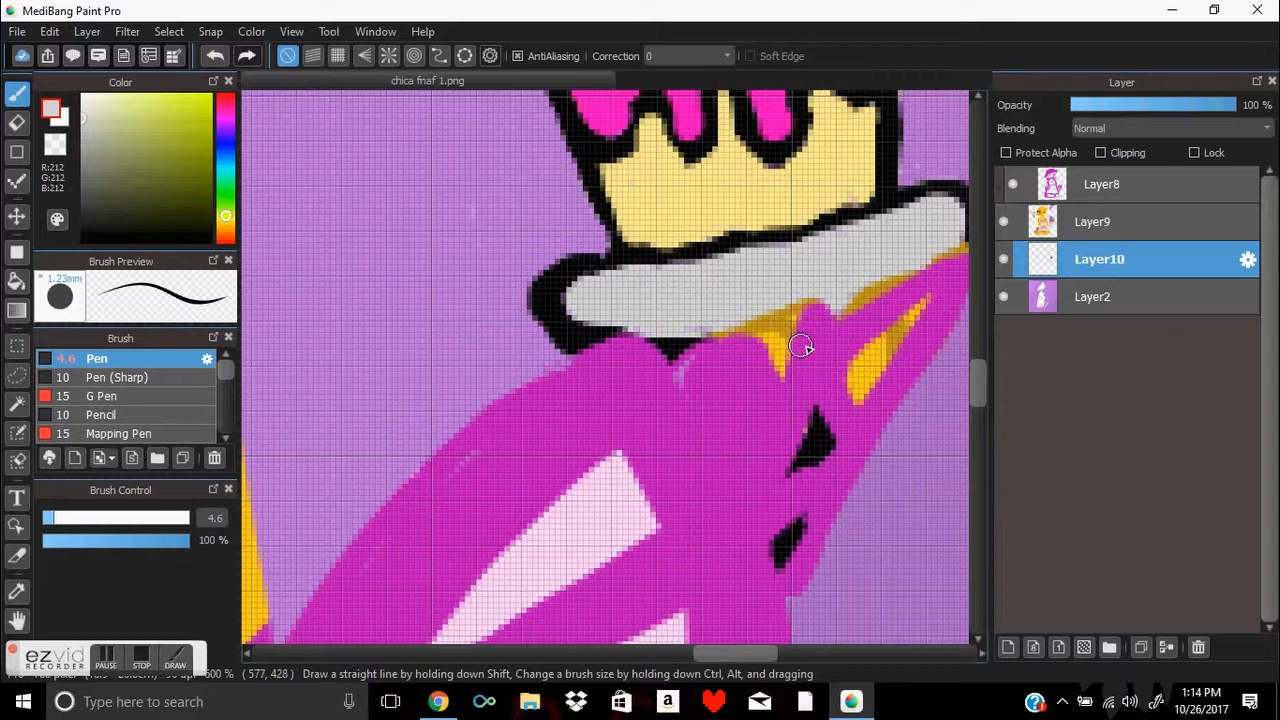 MediBang Paint Pro
File Edit Layer Filter Select Snap Color View Tool Window Help
AntiAliasing Correction 0 Soft Edge
Color
chica fnaf 1.png
Layer
R:212
G:212
B:212
Opacity 100 %
Blending Normal
Protect Alpha Clipping Lock
Layer8
Layer9
Layer10
Layer2
Brush Preview
* 1.23mm
Brush
4.6 Pen
10 Pen (Sharp)
15 G Pen
10 Pencil
15 Mapping Pen
Brush Control
4.6
100 %
ezvid
RECORDER
PAUSE STOP DRAW
600 % ( 577, 428 ) Draw a straight line by holding down Shift, Change a brush size by holding down Ctrl, Alt, and dragging
Type here to search
1:14 PM
10/26/2017